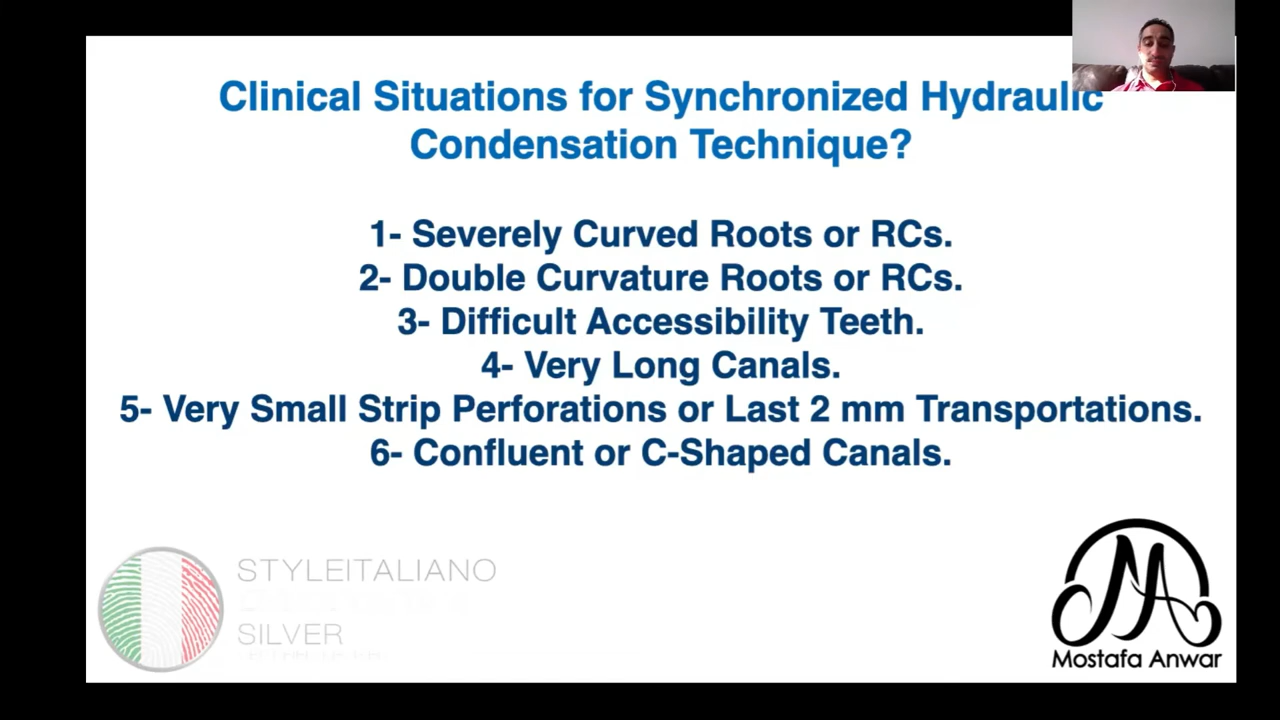 Clinical Situations for Synchronized Hydraulic
Condensation Technique?
1- Severely Curved Roots or RCs.
2- Double Curvature Roots or RCs.
3- Difficult Accessibility Teeth.
4- Very Long Canals.
5- Very Small Strip Perforations or Last 2 mm Transportations.
6- Confluent or C-Shaped Canals.
STYLEITALIANO
SILVER
Mostafa Anwar